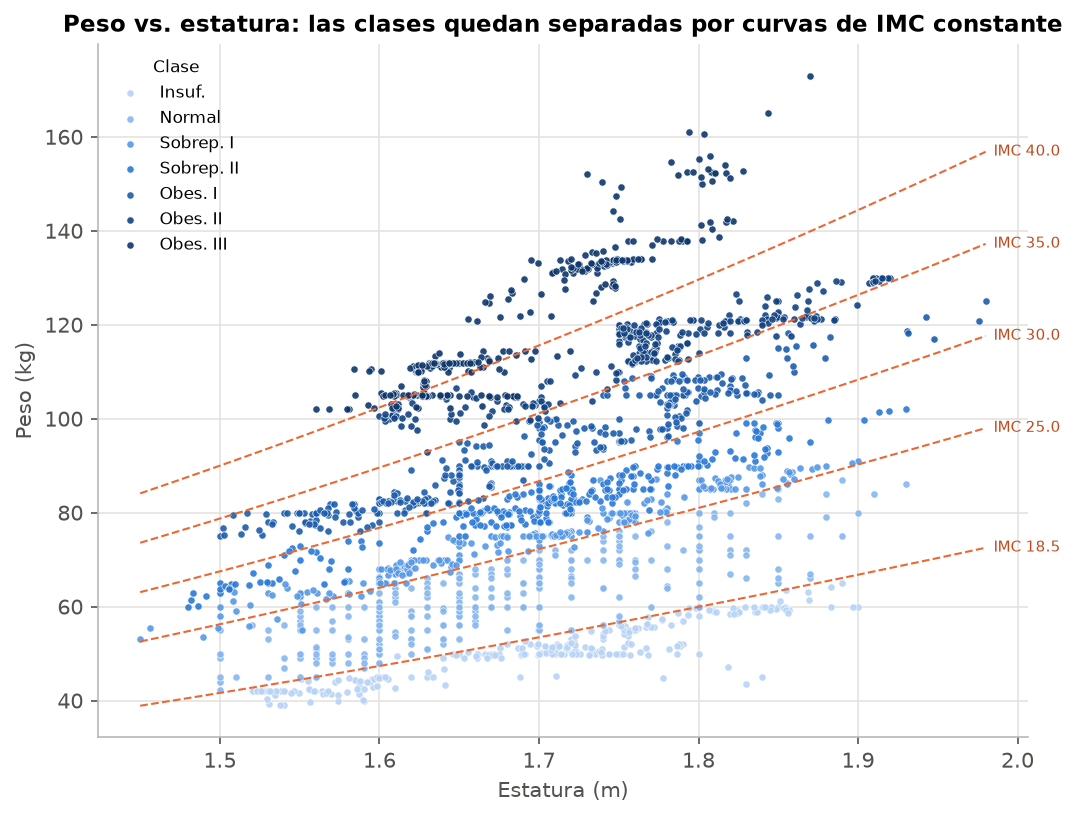 Peso vs. estatura: las clases quedan separadas por curvas de IMC constante
Clase
Insuf.
Normal
Sobrep. I
Sobrep. II
Obes. I
Obes. II
Obes. III
IMC 40.0
IMC 35.0
IMC 30.0
IMC 25.0
IMC 18.5
Peso (kg)
160
140
120
100
80
60
40
1.5 1.6 1.7 1.8 1.9 2.0
Estatura (m)